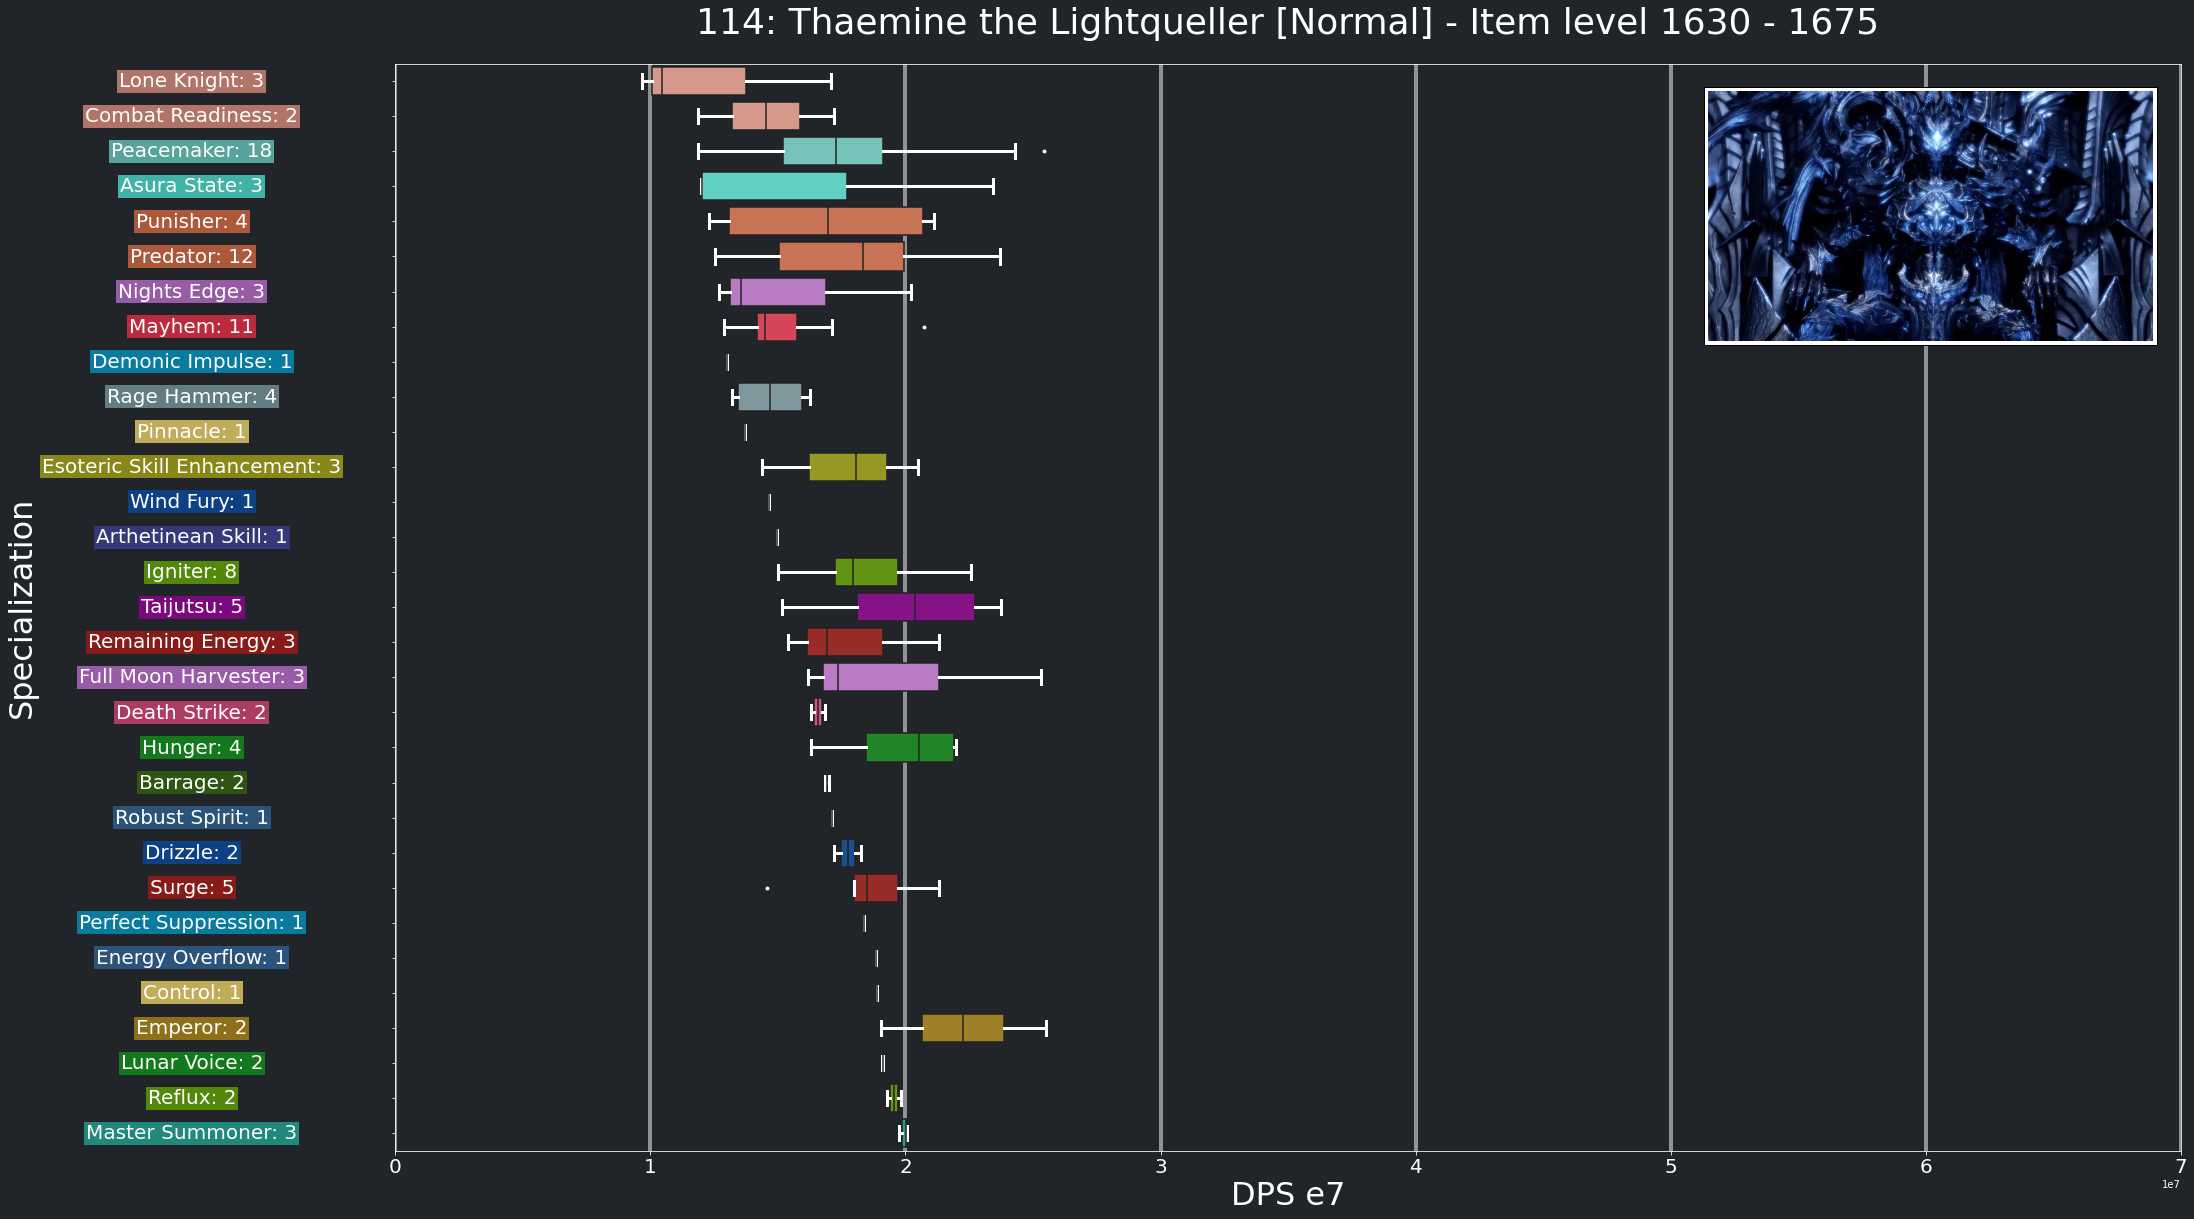 114: Thaemine the Lightqueller [Normal] - Item level 1630 - 1675
Specialization
Lone Knight: 3
Combat Readiness: 2
Peacemaker: 18
Asura State: 3
Punisher: 4
Predator: 12
Nights Edge: 3
Mayhem: 11
Demonic Impulse: 1
Rage Hammer: 4
Pinnacle: 1
Esoteric Skill Enhancement: 3
Wind Fury: 1
Arthetinean Skill: 1
Igniter: 8
Taijutsu: 5
Remaining Energy: 3
Full Moon Harvester: 3
Death Strike: 2
Hunger: 4
Barrage: 2
Robust Spirit: 1
Drizzle: 2
Surge: 5
Perfect Suppression: 1
Energy Overflow: 1
Control: 1
Emperor: 2
Lunar Voice: 2
Reflux: 2
Master Summoner: 3
0 1 2 3 4 5 6 7
1e7
DPS e7